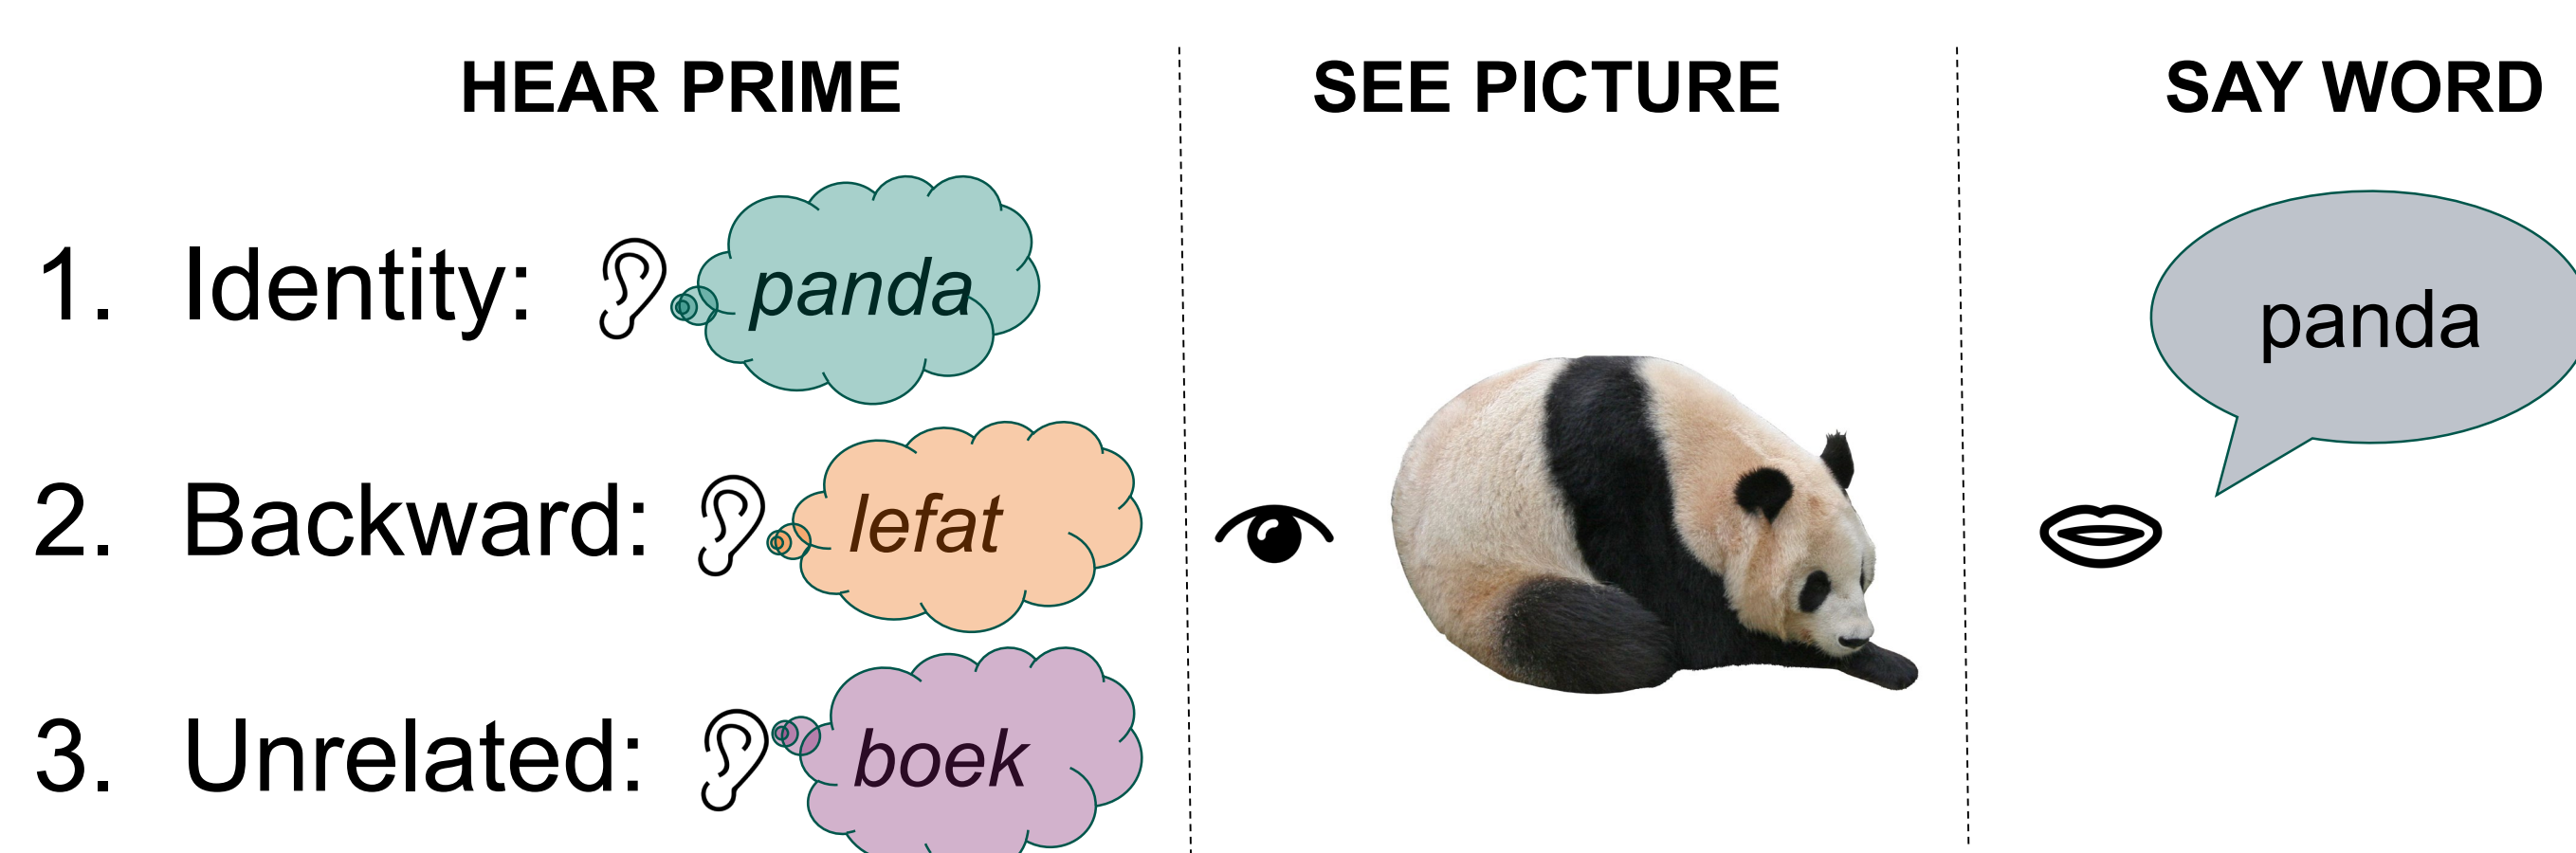 HEAR PRIME
SEE PICTURE
SAY WORD
1. Identity: panda
panda
2. Backward: lefat
3. Unrelated: boek